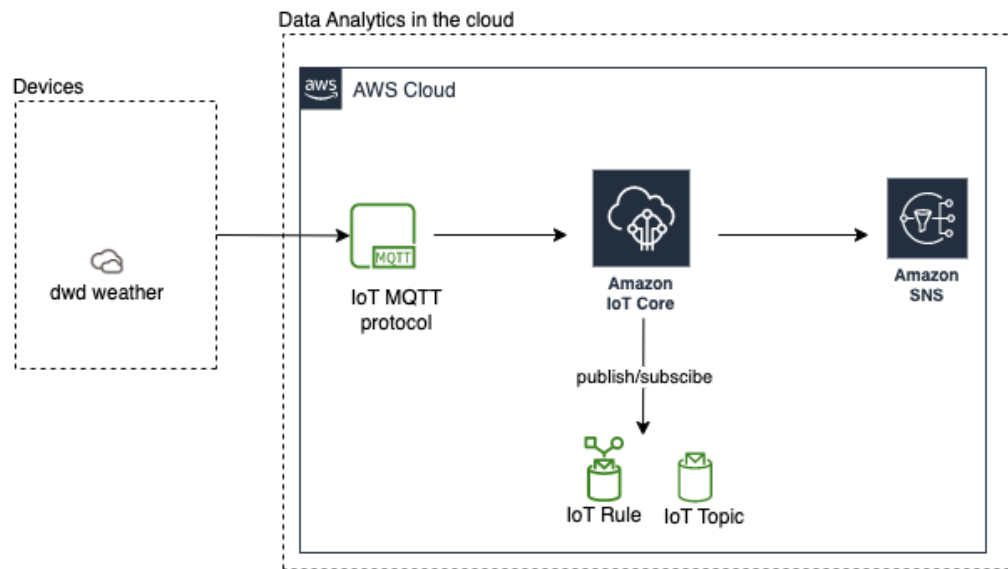 Data Analytics in the cloud
Devices
aws
AWS Cloud
MQTT
dwd weather
IoT MQTT
protocol
Amazon
IoT Core
Amazon
SNS
publish/subscibe
IoT Rule
IoT Topic